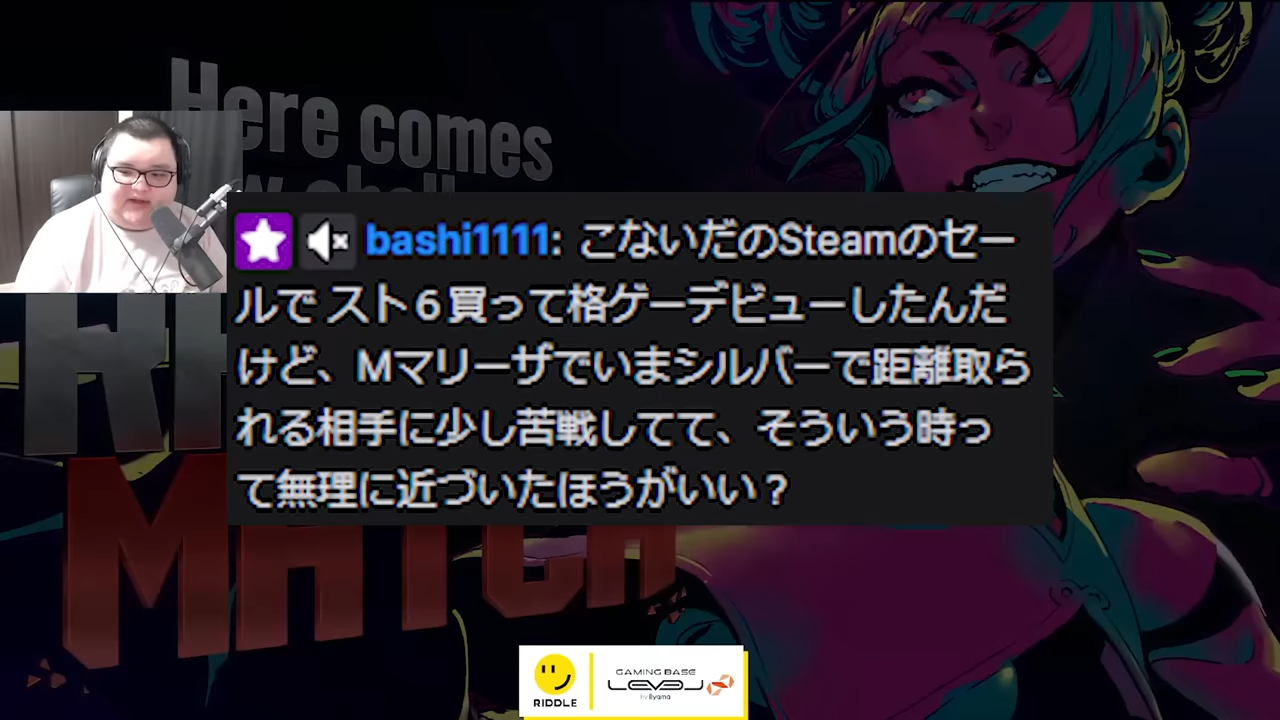 Here comes
bashi1111: こないだのSteamのセー
ルで スト６買って格ゲーデビューしたんだ
けど、Mマリーザでいまシルバーで距離取ら
れる相手に少し苦戦してて、そういう時っ
て無理に近づいたほうがいい？
RIDDLE
GAMING BASE
LEVEL∞
by iiyama